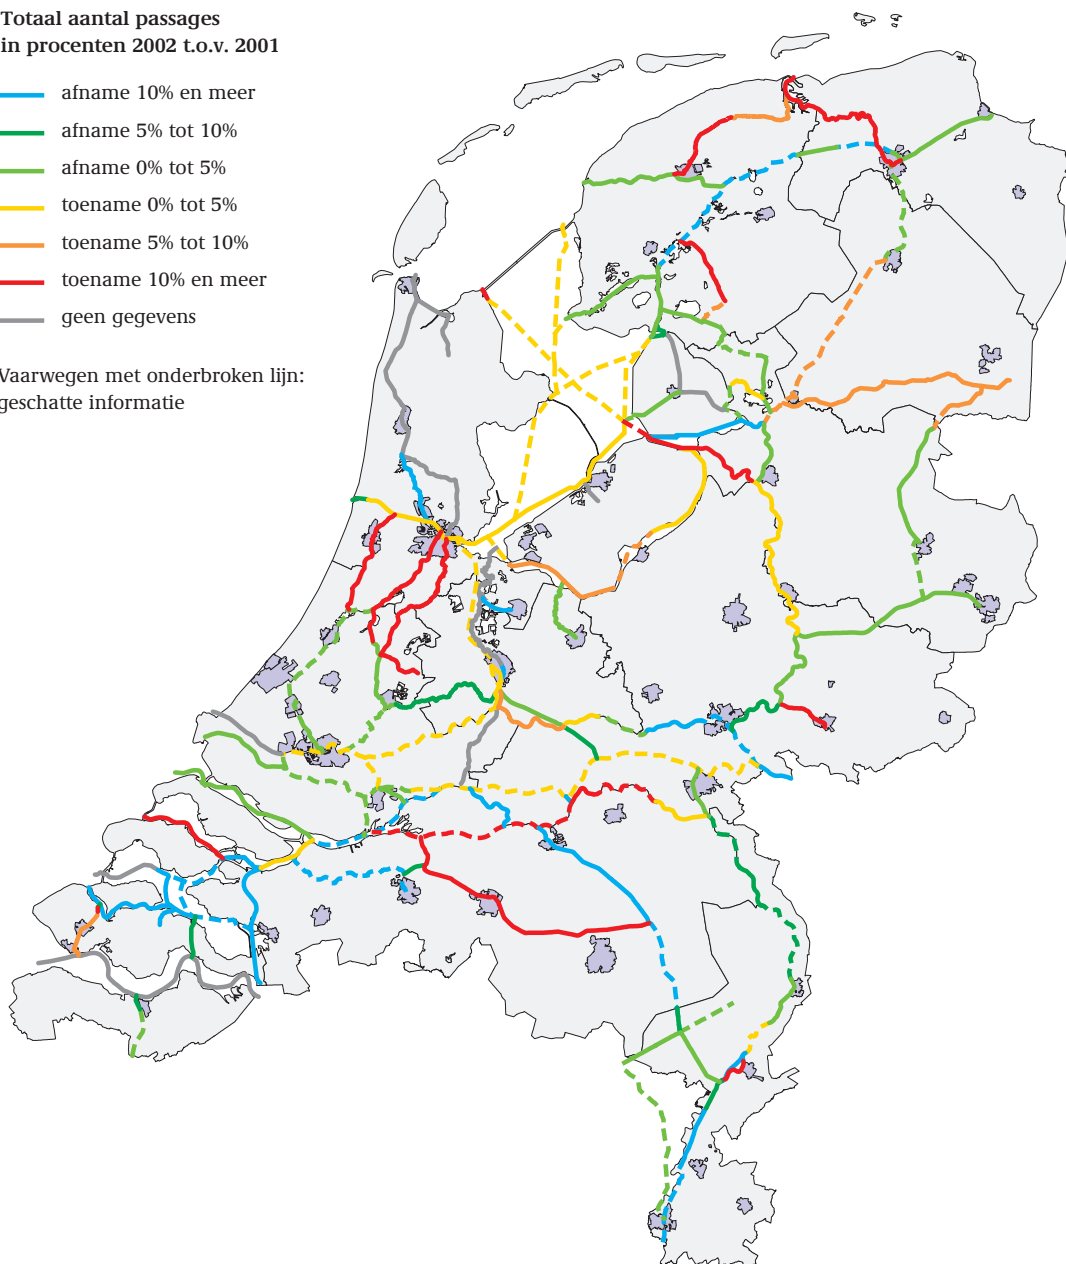 Totaal aantal passages
in procenten 2002 t.o.v. 2001
afname 10% en meer
afname 5% tot 10%
afname 0% tot 5%
toename 0% tot 5%
toename 5% tot 10%
toename 10% en meer
geen gegevens
Vaarwegen met onderbroken lijn:
geschatte informatie